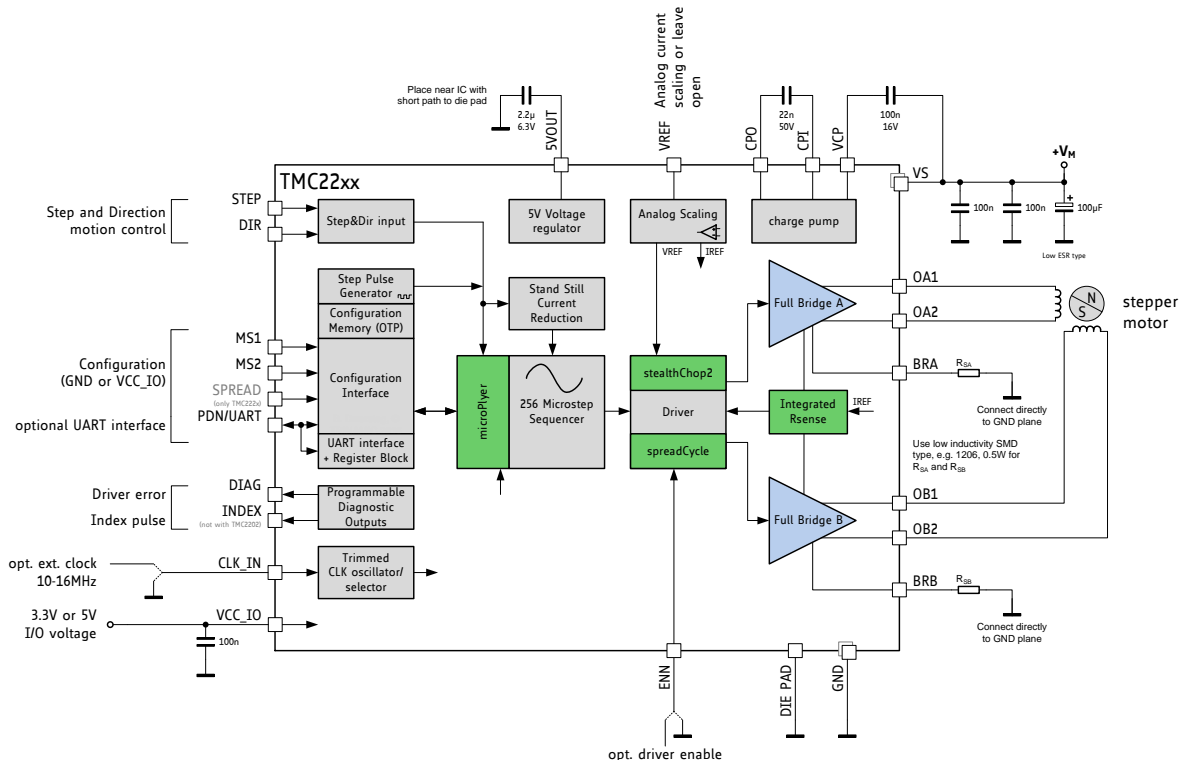 Place near IC with
short path to die pad
2.2µ
6.3V
5VOUT
VREF
Analog current
scaling or leave
open
CPO
22n
50V
CPI
VCP
100n
16V
+VM
VS
100n
100n
+
100µF
Low ESR type
TMC22xx
Step and Direction
motion control
STEP
DIR
Step&Dir input
5V Voltage
regulator
Analog Scaling
VREF
IREF
charge pump
Step Pulse
Generator
Configuration
Memory (OTP)
Stand Still
Current
Reduction
Full Bridge A
OA1
OA2
N
S
stepper
motor
Configuration
(GND or VCC_IO)
optional UART interface
MS1
MS2
SPREAD
(only TMC222x)
PDN/UART
Configuration
Interface
UART interface
+ Register Block
microPlyer
256 Microstep
Sequencer
stealthChop2
Driver
spreadCycle
Integrated
Rsense
IREF
BRA
RSA
Connect directly
to GND plane
Use low inductivity SMD
type, e.g. 1206, 0.5W for
RSA and RSB
Driver error
Index pulse
DIAG
INDEX
(not with TMC2202)
Programmable
Diagnostic
Outputs
Full Bridge B
OB1
OB2
opt. ext. clock
10-16MHz
CLK_IN
Trimmed
CLK oscillator/
selector
BRB
RSB
Connect directly
to GND plane
3.3V or 5V
I/O voltage
VCC_IO
100n
ENN
DIE PAD
GND
opt. driver enable